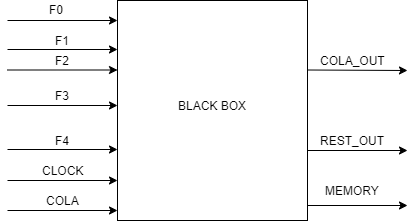 F0
F1
F2
F3
F4
CLOCK
COLA
BLACK BOX
COLA_OUT
REST_OUT
MEMORY